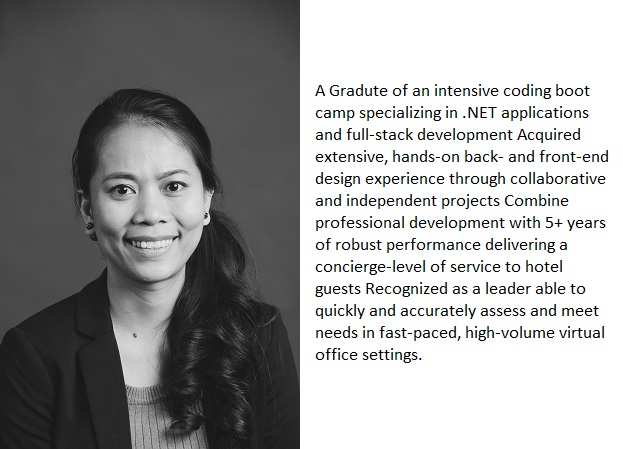 A Gradute of an intensive coding boot
camp specializing in .NET applications
and full-stack development Acquired
extensive, hands-on back- and front-end
design experience through collaborative
and independent projects Combine
professional development with 5+ years
of robust performance delivering a
concierge-level of service to hotel
guests Recognized as a leader able to
quickly and accurately assess and meet
needs in fast-paced, high-volume virtual
office settings.